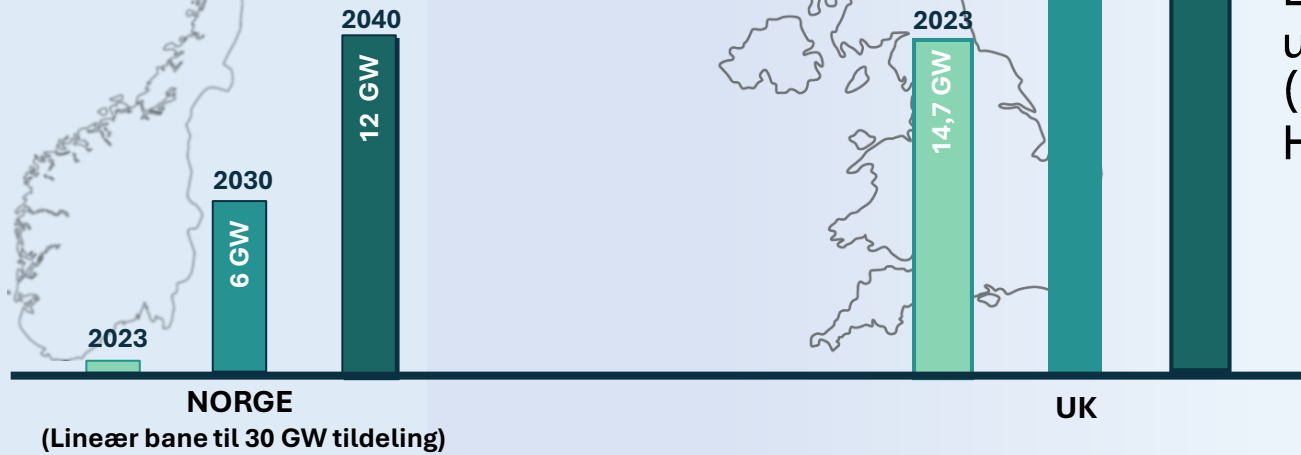 2040
12 GW
2030
6 GW
2023
NORGE
(Lineær bane til 30 GW tildeling)
2023
14,7 GW
UK
u
(
H